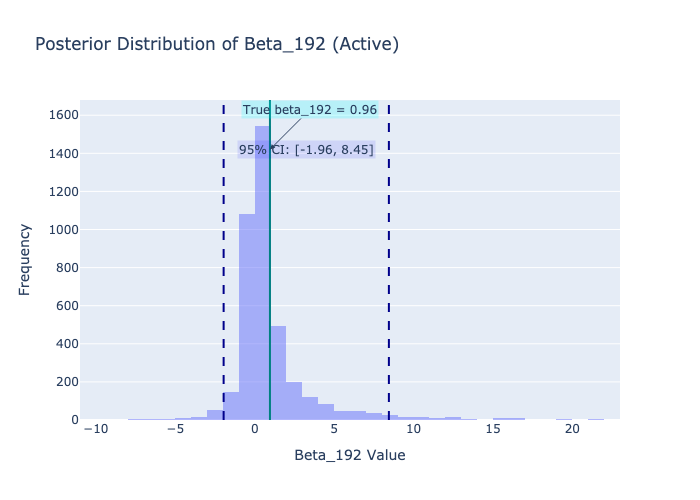 Posterior Distribution of Beta_192 (Active)
True beta_192 = 0.96
95% CI: [-1.96, 8.45]
1600
1400
1200
1000
800
600
400
200
0
Frequency
−10 −5 0 5 10 15 20
Beta_192 Value